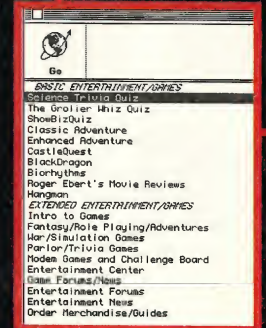 Go
BASIC ENTERTAINMENT/GAMES
Science Trivia Quiz
The Grolier Whiz Quiz
ShowBizQuiz
Classic Adventure
Enhanced Adventure
CastleQuest
BlackDragon
Biorhythms
Roger Ebert's Movie Reviews
Hangman
EXTENDED ENTERTAINMENT/GAMES
Intro to Games
Fantasy/Role Playing/Adventures
War/Simulation Games
Parlor/Trivia Games
Modem Games and Challenge Board
Entertainment Center
Game Forums/News
Entertainment Forums
Entertainment News
Order Merchandise/Guides